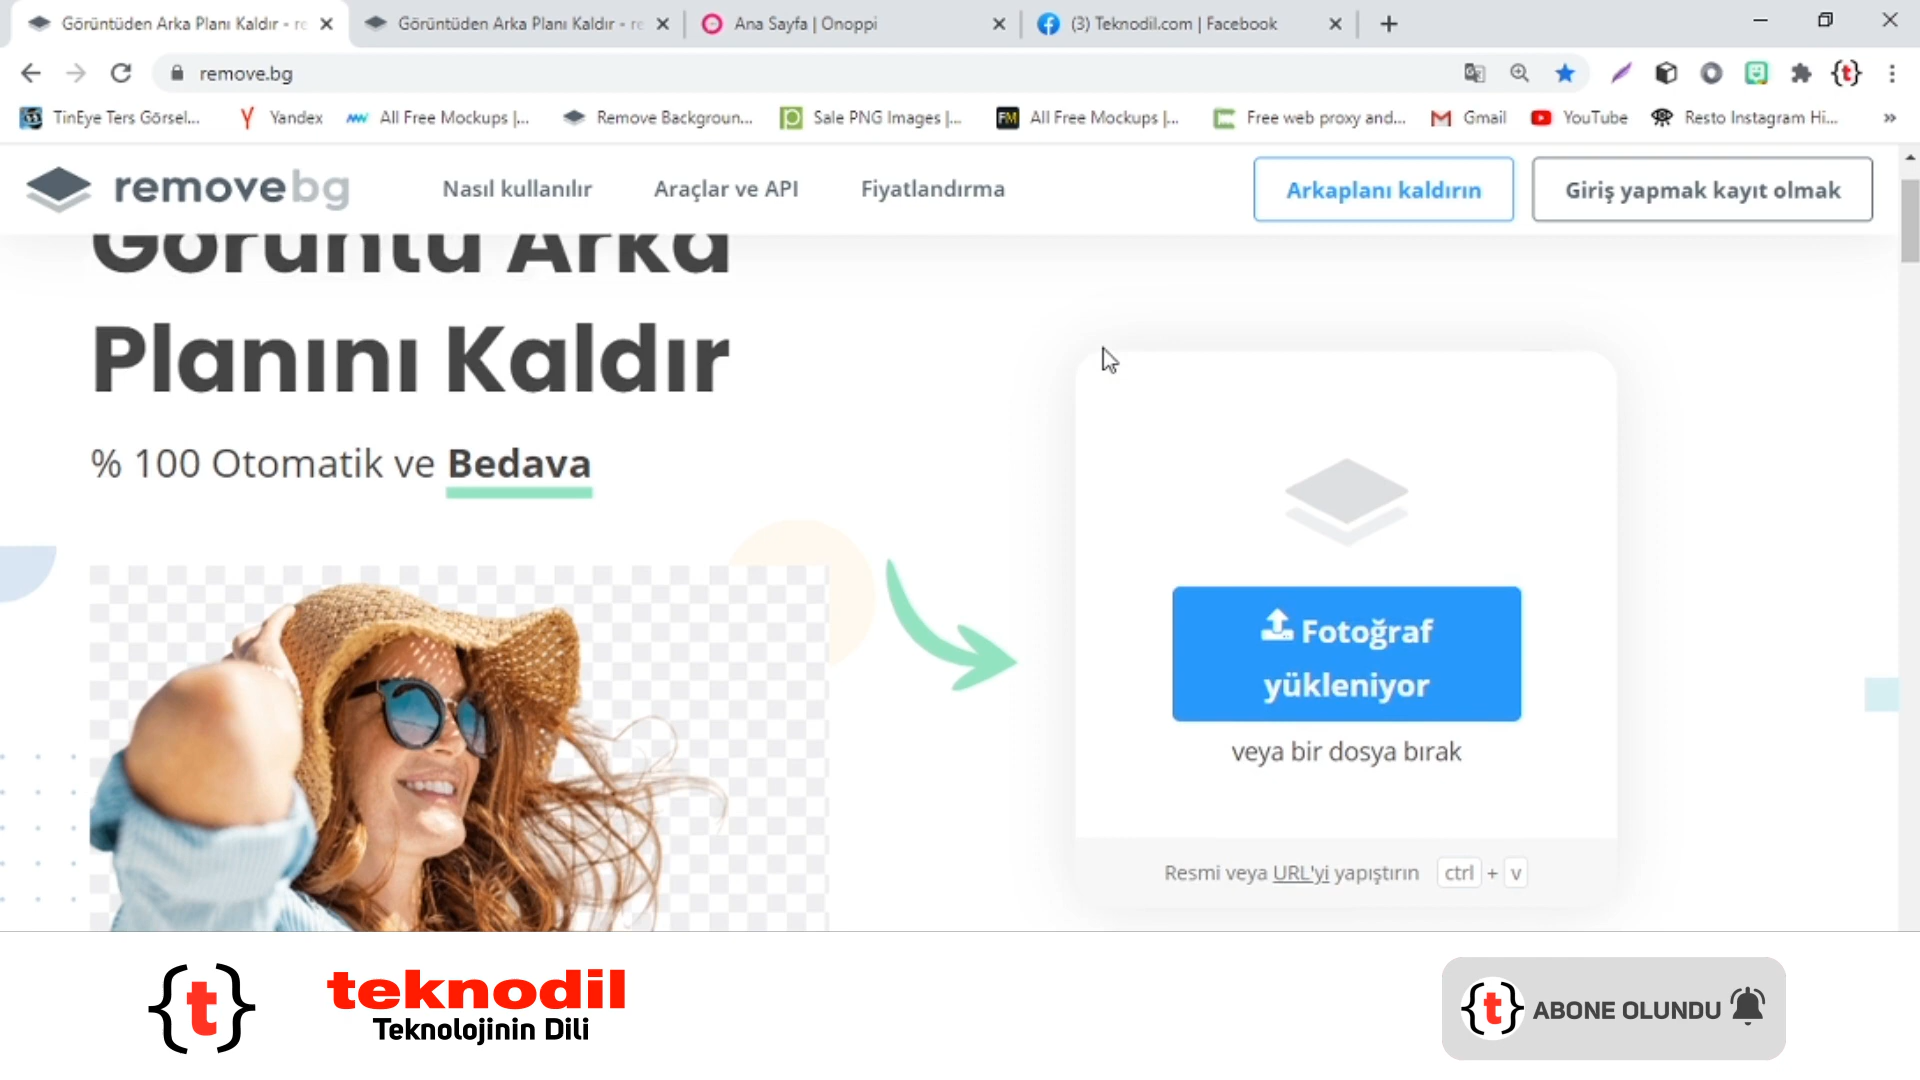 Görüntüden Arka Planı Kaldır - re
Görüntüden Arka Planı Kaldır - re
Ana Sayfa | Onoppi
(3) Teknodil.com | Facebook
remove.bg
TinEye Ters Görsel...
Yandex
All Free Mockups |...
Remove Backgroun...
Sale PNG Images |...
FM
All Free Mockups |...
Free web proxy and...
Gmail
YouTube
Resto Instagram Hi...
»
removebg
Nasıl kullanılır
Araçlar ve API
Fiyatlandırma
Arkaplanı kaldırın
Giriş yapmak kayıt olmak
Görüntü Arka
Planını Kaldır
% 100 Otomatik ve Bedava
Fotoğraf
yükleniyor
veya bir dosya bırak
Resmi veya URL'yi yapıştırın ctrl + v
{t}
teknodil
Teknolojinin Dili
{t} ABONE OLUNDU